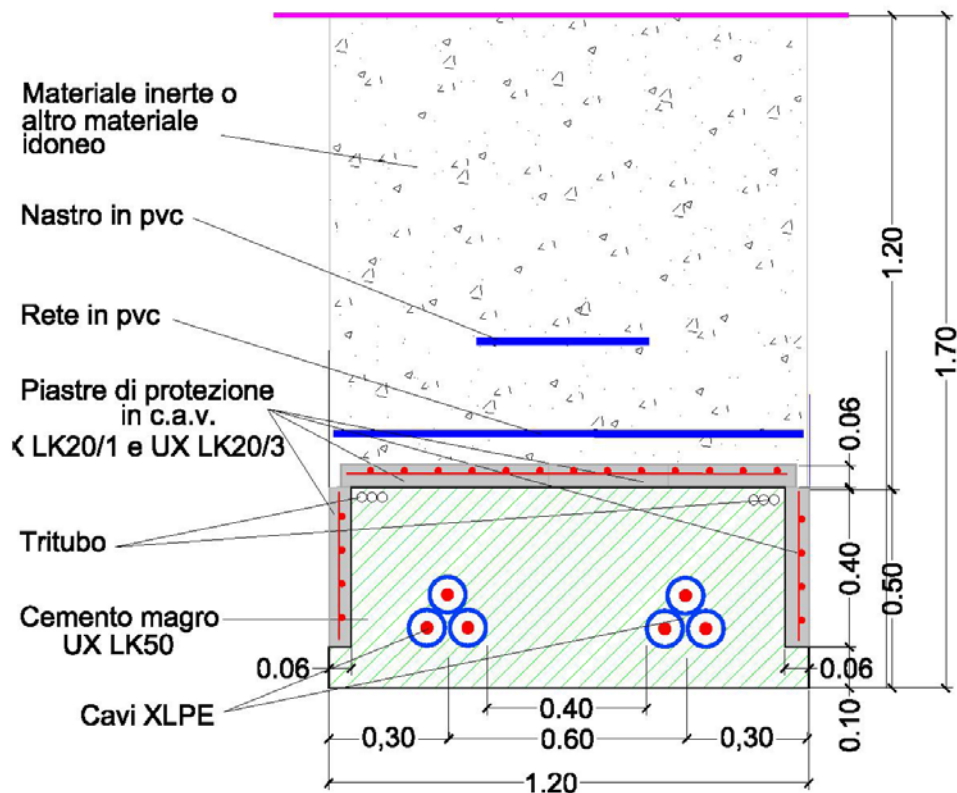 Materiale inerte o
altro materiale
idoneo
Nastro in pvc
Rete in pvc
Piastre di protezione
in c.a.v.
X LK20/1 e UX LK20/3
Tritubo
Cemento magro
UX LK50
Cavi XLPE
1.20
1.70
0.06
0.40
0.50
0.10
0.06
0.06
0.40
0,30
0.60
0,30
1.20